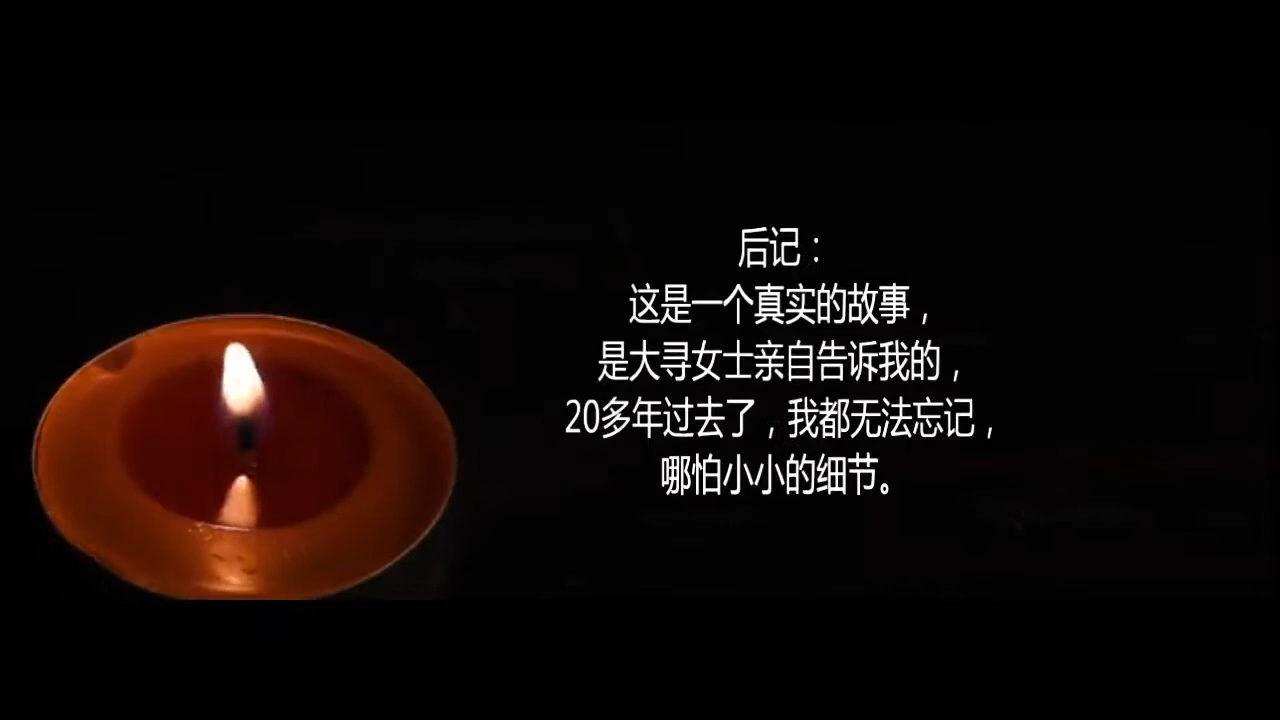 后记：
这是一个真实的故事，
是大寻女士亲自告诉我的，
20多年过去了，我都无法忘记，
哪怕小小的细节。